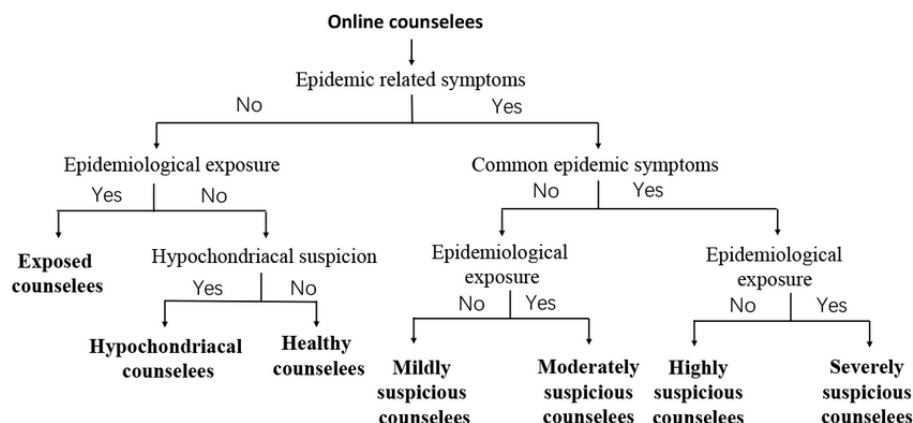 Online counselees
Epidemic related symptoms
No
Yes
Epidemiological exposure
Common epidemic symptoms
Yes
No
No
Yes
Exposed
counselees
Hypochondriacal suspicion
Epidemiological
exposure
Epidemiological
exposure
Yes
No
No
Yes
No
Yes
Hypochondriacal
counselees
Healthy
counselees
Mildly
suspicious
counselees
Moderately
suspicious
counselees
Highly
suspicious
counselees
Severely
suspicious
counselees